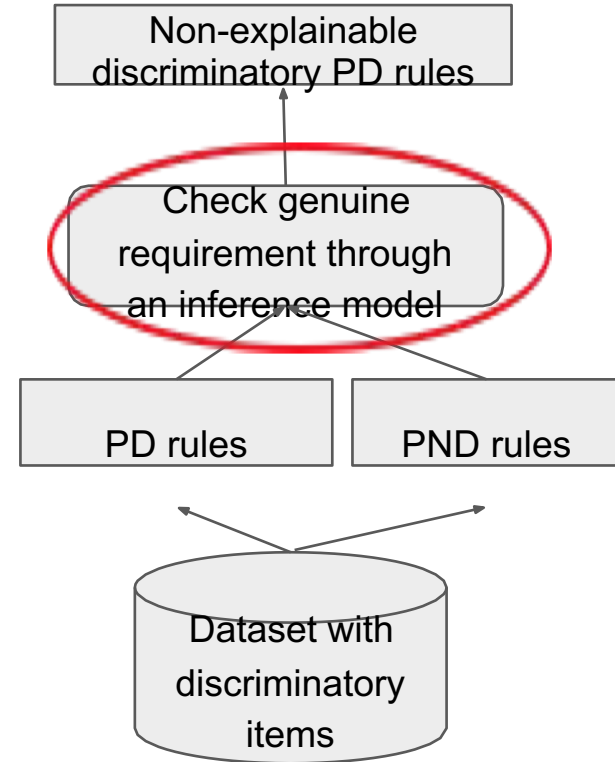 Non-explainable
discriminatory PD rules
Check genuine
requirement through
an inference model
PD rules
PND rules
Dataset with
discriminatory
items